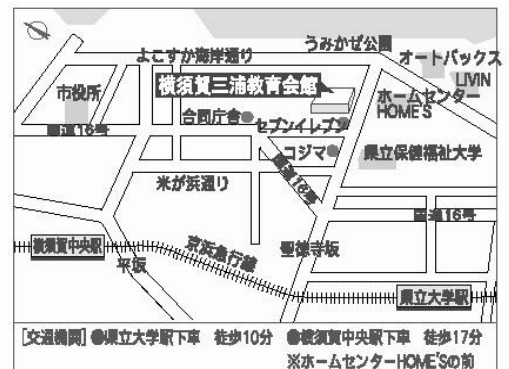 うみかぜ公園
よこすか海岸通り
オートバックス
LIVIN
横須賀三浦教育会館
市役所
ホームセンター
HOME'S
合同庁舎
セブンイレブン
国道16号
コジマ
県立保健福祉大学
米が浜通り
国道16号
国道16号
横須賀中央駅
京浜急行線
聖徳寺坂
平坂
県立大学駅
[交通機関] ●県立大学駅下車 徒歩10分 ●横須賀中央駅下車 徒歩17分
※ホームセンターHOME'Sの前